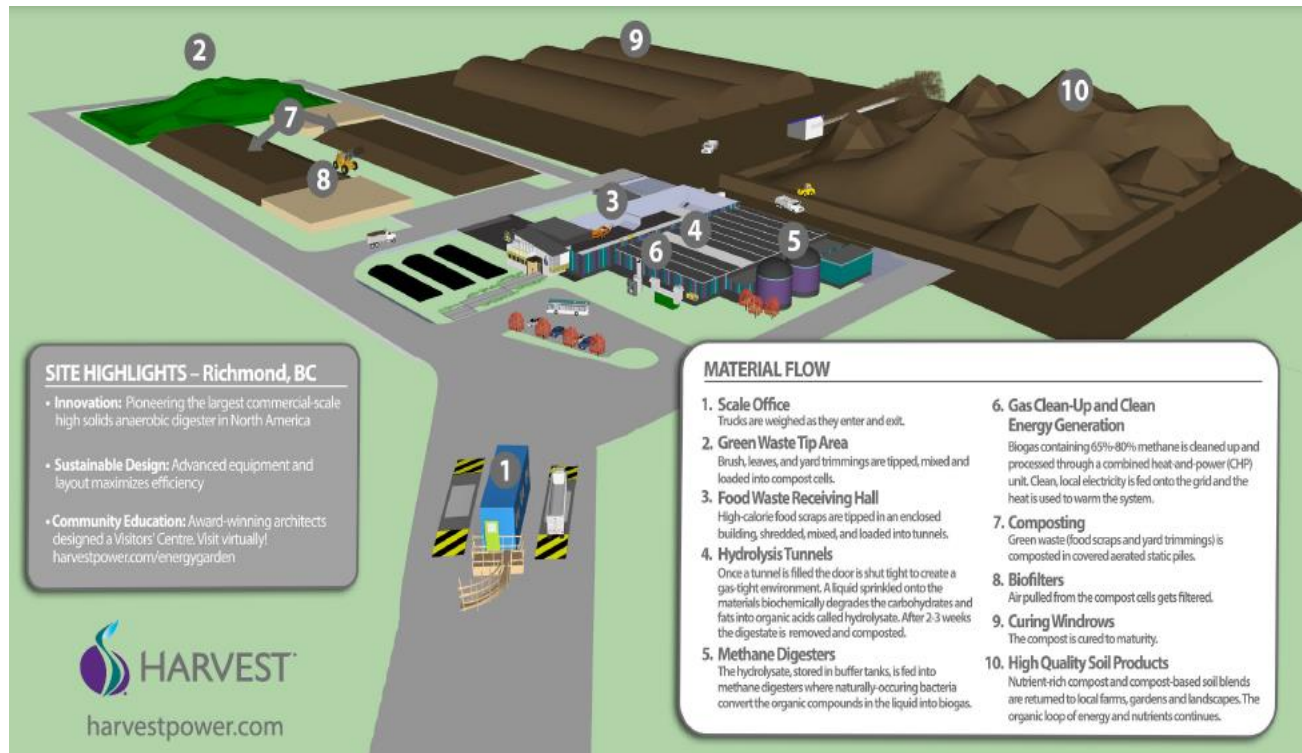 2
9
7
10
8
3
4
5
6
1
SITE HIGHLIGHTS – Richmond, BC
• Innovation: Pioneering the largest commercial-scale
high solids anaerobic digester in North America
• Sustainable Design: Advanced equipment and
layout maximizes efficiency
• Community Education: Award-winning architects
designed a Visitors' Centre. Visit virtually!
harvestpower.com/energygarden
HARVEST
harvestpower.com
MATERIAL FLOW
1. Scale Office
Trucks are weighed as they enter and exit.
2. Green Waste Tip Area
Brush, leaves, and yard trimmings are tipped, mixed and
loaded into compost cells.
3. Food Waste Receiving Hall
High-calorie food scraps are tipped in an enclosed
building, shredded, mixed, and loaded into tunnels.
4. Hydrolysis Tunnels
Once a tunnel is filled the door is shut tight to create a
gas-tight environment. A liquid sprinkled onto the
materials biochemically degrades the carbohydrates and
fats into organic acids called hydrolysate. After 2-3 weeks
the digestate is removed and composted.
5. Methane Digesters
The hydrolysate, stored in buffer tanks, is fed into
methane digesters where naturally-occuring bacteria
convert the organic compounds in the liquid into biogas.
6. Gas Clean-Up and Clean
Energy Generation
Biogas containing 65%-80% methane is cleaned up and
processed through a combined heat-and-power (CHP)
unit. Clean, local electricity is fed onto the grid and the
heat is used to warm the system.
7. Composting
Green waste (food scraps and yard trimmings) is
composted in covered aerated static piles.
8. Biofilters
Air pulled from the compost cells gets filtered.
9. Curing Windrows
The compost is cured to maturity.
10. High Quality Soil Products
Nutrient-rich compost and compost-based soil blends
are returned to local farms, gardens and landscapes. The
organic loop of energy and nutrients continues.